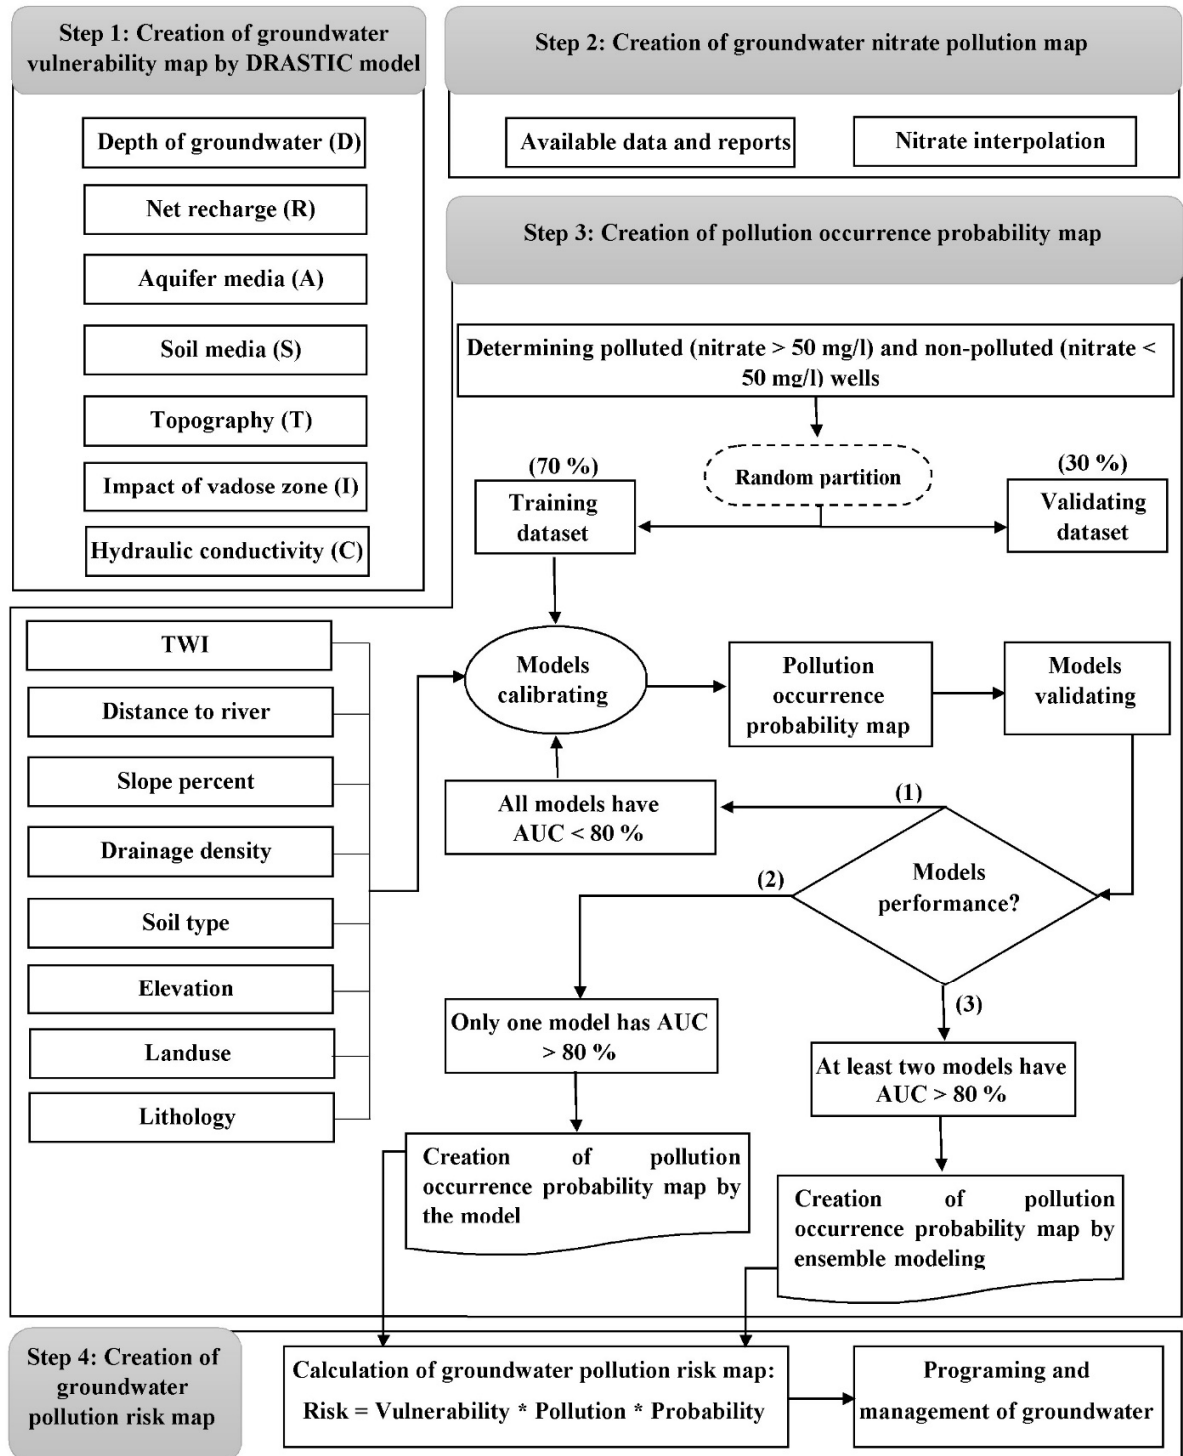 Step 1: Creation of groundwater
vulnerability map by DRASTIC model
Depth of groundwater (D)
Net recharge (R)
Aquifer media (A)
Soil media (S)
Topography (T)
Impact of vadose zone (I)
Hydraulic conductivity (C)
Step 2: Creation of groundwater nitrate pollution map
Available data and reports
Nitrate interpolation
Step 3: Creation of pollution occurrence probability map
Determining polluted (nitrate > 50 mg/l) and non-polluted (nitrate <
50 mg/l) wells
Random partition
(70 %)
Training
dataset
(30 %)
Validating
dataset
TWI
Distance to river
Slope percent
Drainage density
Soil type
Elevation
Landuse
Lithology
Models
calibrating
Pollution
occurrence
probability map
Models
validating
Models
performance?
(1)
All models have
AUC < 80 %
(2)
Only one model has AUC
> 80 %
Creation of pollution
occurrence probability map by
the model
(3)
At least two models have
AUC > 80 %
Creation of pollution
occurrence probability map by
ensemble modeling
Step 4: Creation of
groundwater
pollution risk map
Calculation of groundwater pollution risk map:
Risk = Vulnerability * Pollution * Probability
Programing and
management of groundwater